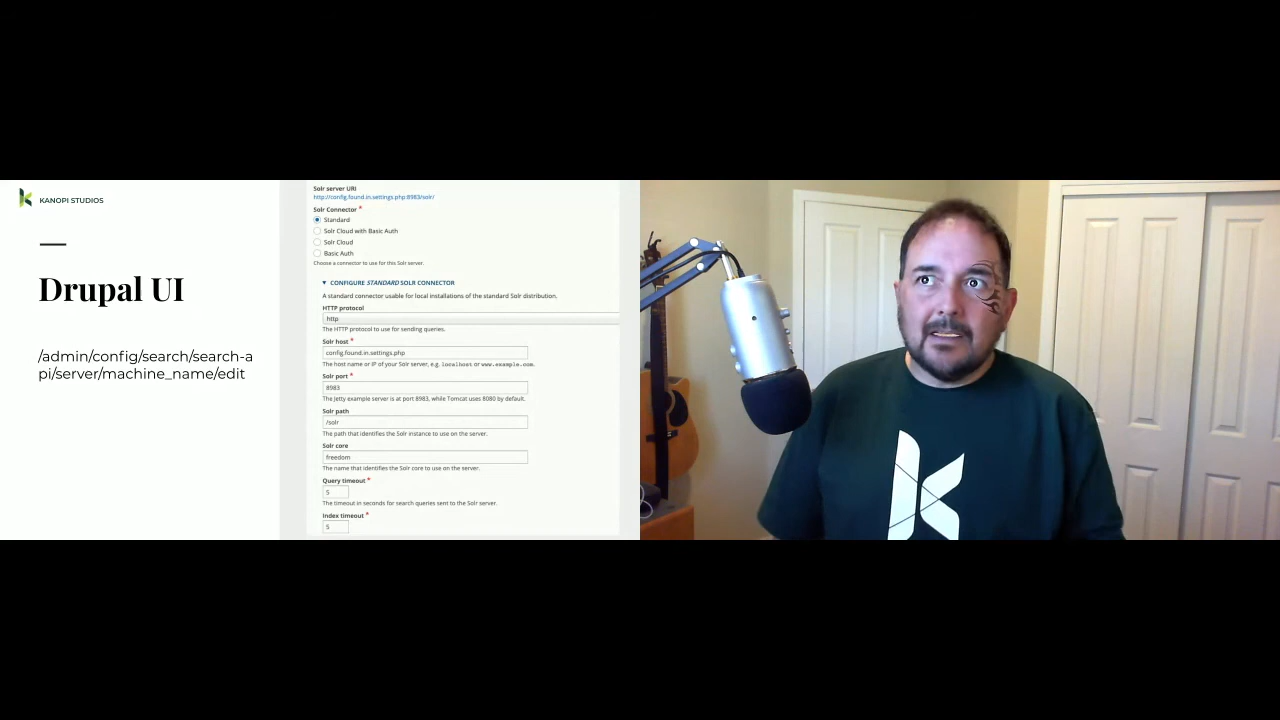 KANOPI STUDIOS
Drupal UI
/admin/config/search/search-a
pi/server/machine_name/edit
Solr server URI
http://config.found.in.settings.php:8983/solr/
Solr Connector *
Standard
Solr Cloud with Basic Auth
Solr Cloud
Basic Auth
Choose a connector to use for this Solr server.
▼ CONFIGURE STANDARD SOLR CONNECTOR
A standard connector usable for local installations of the standard Solr distribution.
HTTP protocol
http
The HTTP protocol to use for sending queries.
Solr host *
config.found.in.settings.php
The host name or IP of your Solr server, e.g. localhost or www.example.com.
Solr port *
8983
The Jetty example server is at port 8983, while Tomcat uses 8080 by default.
Solr path
/solr
The path that identifies the Solr instance to use on the server.
Solr core
freedom
The name that identifies the Solr core to use on the server.
Query timeout *
5
The timeout in seconds for search queries sent to the Solr server.
Index timeout *
5